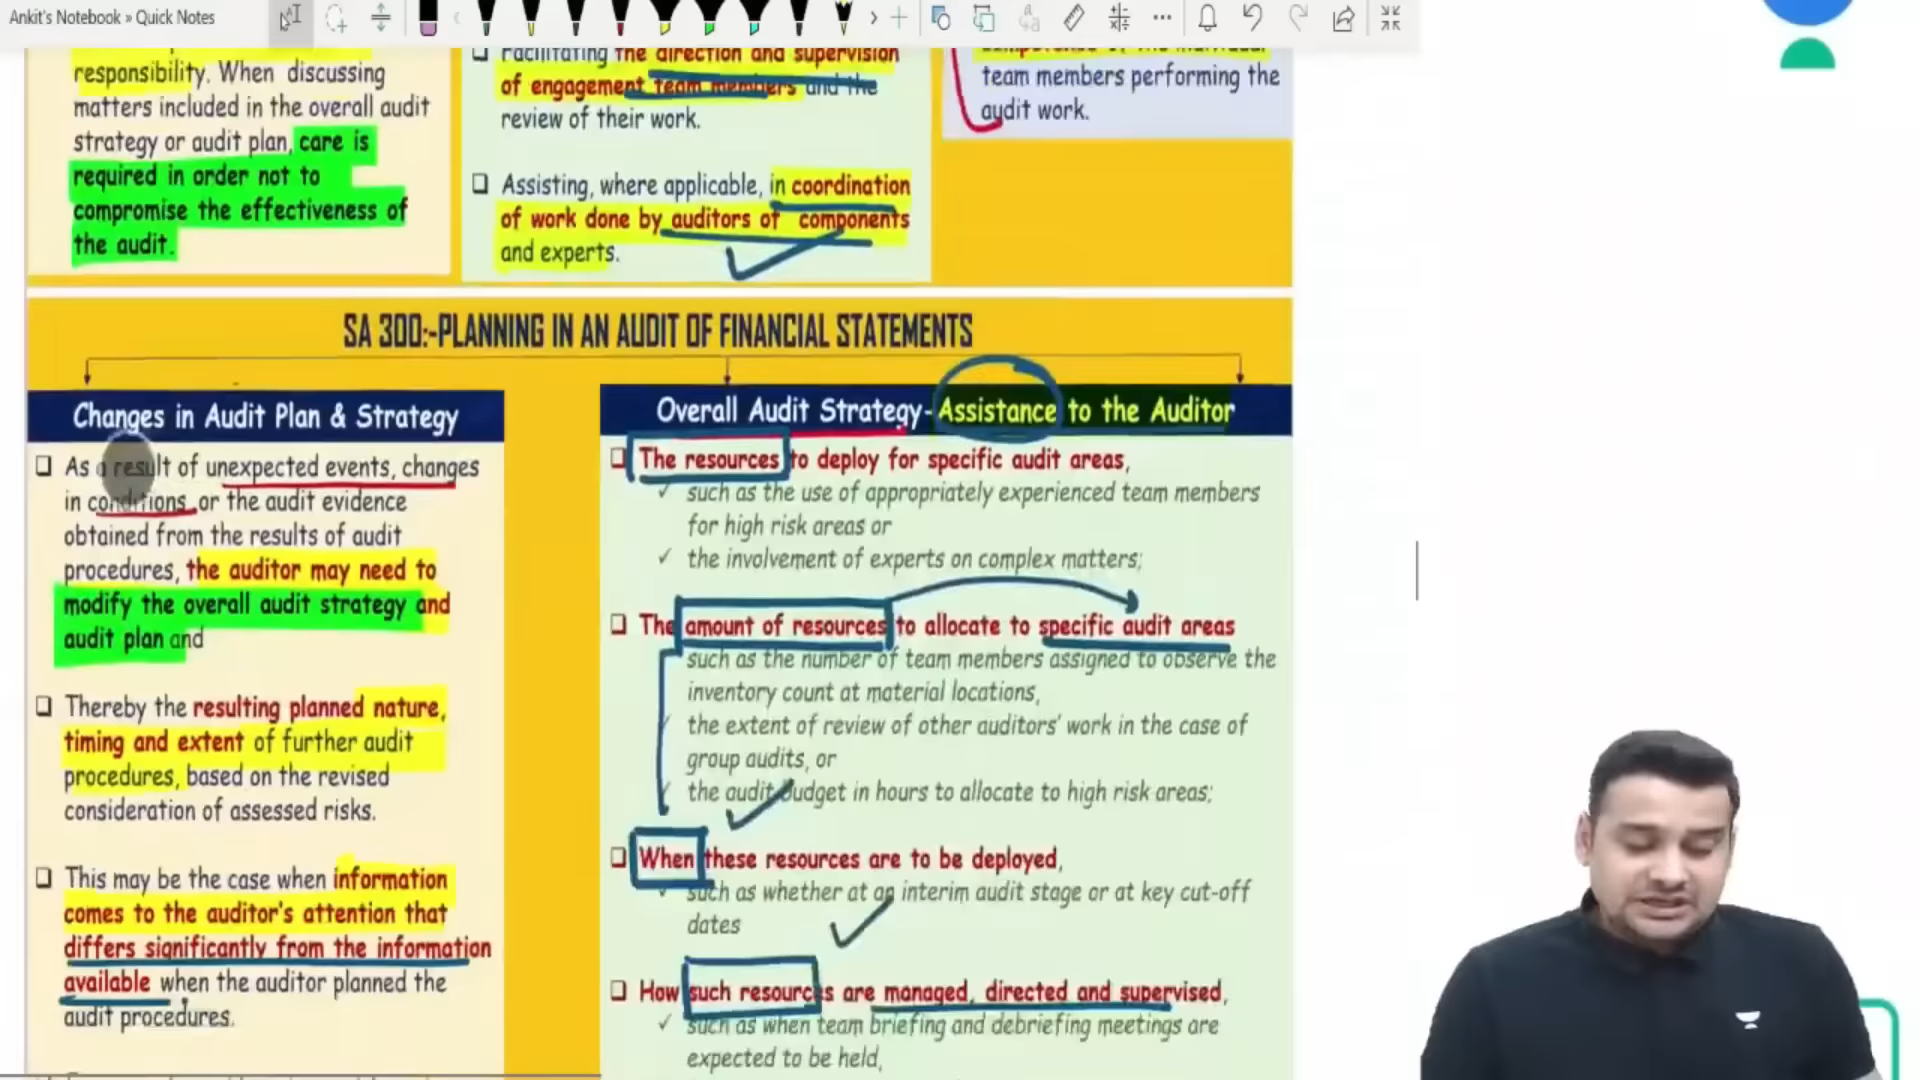 Ankit's Notebook » Quick Notes
responsibility. When discussing
matters included in the overall audit
strategy or audit plan, care is
required in order not to
compromise the effectiveness of
the audit.
Facilitating the direction and supervision
of engagement team members and the
review of their work.
Assisting, where applicable, in coordination
of work done by auditors of components
and experts.
team members performing the
audit work.
SA 300:-PLANNING IN AN AUDIT OF FINANCIAL STATEMENTS
Changes in Audit Plan & Strategy
As a result of unexpected events, changes
in conditions, or the audit evidence
obtained from the results of audit
procedures, the auditor may need to
modify the overall audit strategy and
audit plan and
Thereby the resulting planned nature,
timing and extent of further audit
procedures, based on the revised
consideration of assessed risks.
This may be the case when information
comes to the auditor's attention that
differs significantly from the information
available when the auditor planned the
audit procedures.
Overall Audit Strategy-Assistance to the Auditor
The resources to deploy for specific audit areas,
such as the use of appropriately experienced team members
for high risk areas or
the involvement of experts on complex matters;
The amount of resources to allocate to specific audit areas
such as the number of team members assigned to observe the
inventory count at material locations,
the extent of review of other auditors' work in the case of
group audits, or
the audit budget in hours to allocate to high risk areas;
When these resources are to be deployed,
such as whether at an interim audit stage or at key cut-off
dates
How such resources are managed, directed and supervised,
such as when team briefing and debriefing meetings are
expected to be held,